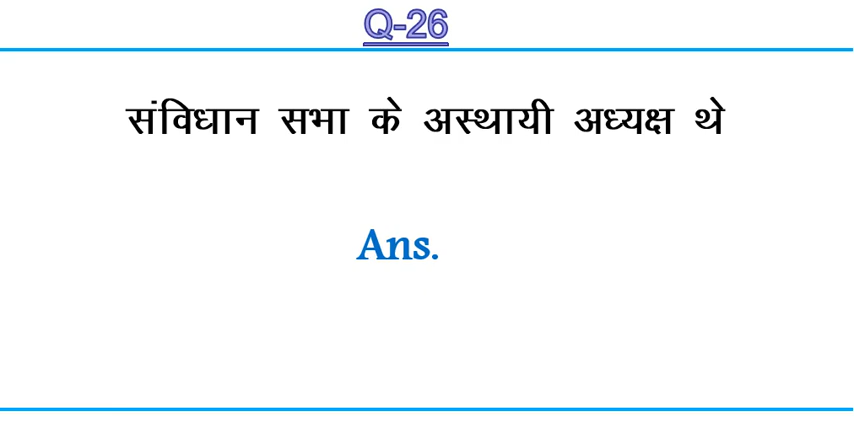 Q-26
संविधान सभा के अस्थायी अध्यक्ष थे
Ans.